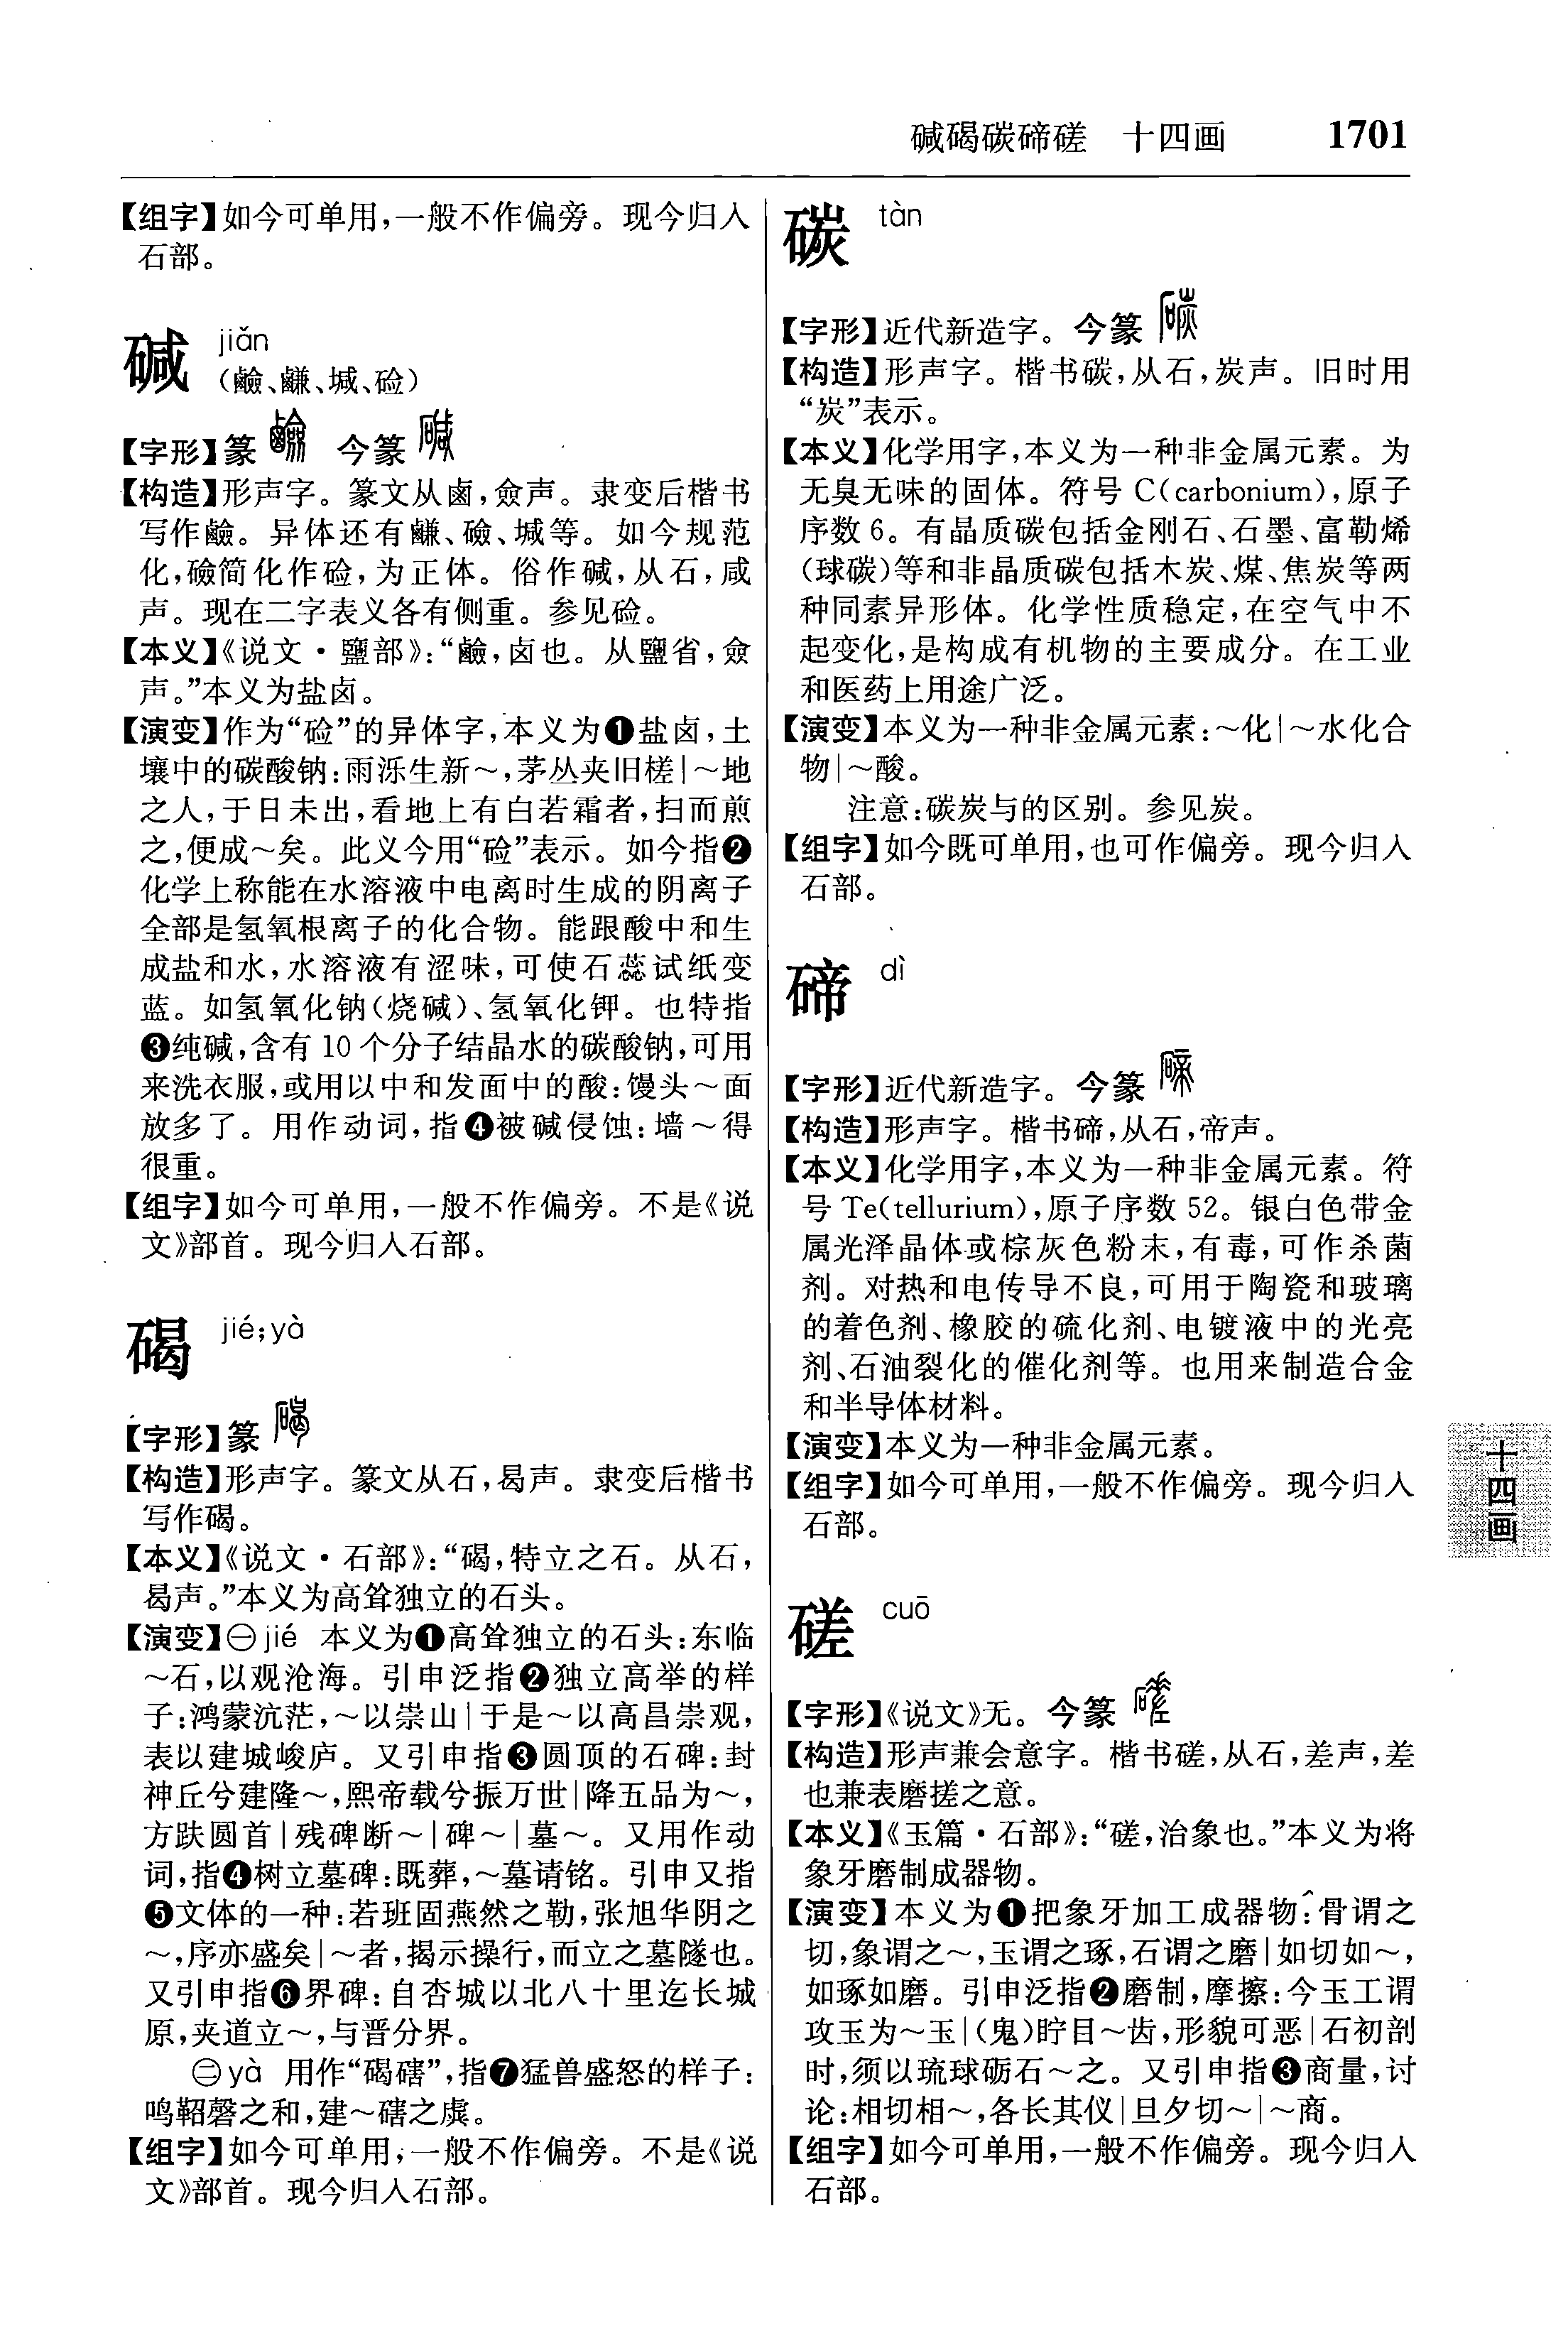 碱碣碳碲磋　十四画　1701
【组字】如今可单用,一般不作偏旁。现今归入
石部。
碱 jiǎn
（鹼、鹻、堿、硷）
【字形】篆　今篆
【构造】形声字。篆文从鹵,僉声。隶变后楷书
写作鹼。异体还有鹻、礆、堿等。如今规范
化,礆简化作硷,为正体。俗作碱,从石,咸
声。现在二字表义各有侧重。参见硷。
【本义】《说文·鹽部》:“鹼,卤也。从鹽省,僉
声。”本义为盐卤。
【演变】作为“硷”的异体字,本义为❶盐卤,土
壤中的碳酸钠:雨泺生新～,茅丛夹旧槎|～地
之人,于日未出,看地上有白若霜者,扫而煎
之,便成～矣。此义今用“硷”表示。如今指❷
化学上称能在水溶液中电离时生成的阴离子
全部是氢氧根离子的化合物。能跟酸中和生
成盐和水,水溶液有涩味,可使石蕊试纸变
蓝。如氢氧化钠(烧碱)、氢氧化钾。也特指
❸纯碱,含有10个分子结晶水的碳酸钠,可用
来洗衣服,或用以中和发面中的酸:馒头～面
放多了。用作动词,指❹被碱侵蚀:墙～得
很重。
【组字】如今可单用,一般不作偏旁。不是《说
文》部首。现今归入石部。
碣 jié;yà
【字形】篆
【构造】形声字。篆文从石,曷声。隶变后楷书
写作碣。
【本义】《说文·石部》:“碣,特立之石。从石,
曷声。”本义为高耸独立的石头。
【演变】㊀jié 本义为❶高耸独立的石头:东临
～石,以观沧海。引申泛指❷独立高举的样
子:鸿蒙沆茫,～以崇山|于是～以高昌崇观,
表以建城峻庐。又引申指❸圆顶的石碑:封
神丘兮建隆～,熙帝载兮振万世|降五品为～,
方趺圆首|残碑断～|碑～|墓～。又用作动
词,指❹树立墓碑:既葬,～墓请铭。引申又指
❺文体的一种:若班固燕然之勒,张旭华阴之
～,序亦盛矣|～者,揭示操行,而立之墓隧也。
又引申指❻界碑:自杏城以北八十里迄长城
原,夹道立～,与晋分界。
㊁yà 用作“碣磍”,指❼猛兽盛怒的样子:
鸣鞀磬之和,建～磍之虡。
【组字】如今可单用,一般不作偏旁。不是《说
文》部首。现今归入石部。
碳 tàn
【字形】近代新造字。今篆
【构造】形声字。楷书碳,从石,炭声。旧时用
“炭”表示。
【本义】化学用字,本义为一种非金属元素。为
无臭无味的固体。符号C(carbonium),原子
序数6。有晶质碳包括金刚石、石墨、富勒烯
(球碳)等和非晶质碳包括木炭、煤、焦炭等两
种同素异形体。化学性质稳定,在空气中不
起变化,是构成有机物的主要成分。在工业
和医药上用途广泛。
【演变】本义为一种非金属元素:～化|～水化合
物|～酸。
注意:碳炭与的区别。参见炭。
【组字】如今既可单用,也可作偏旁。现今归入
石部。
碲 dì
【字形】近代新造字。今篆
【构造】形声字。楷书碲,从石,帝声。
【本义】化学用字,本义为一种非金属元素。符
号Te(tellurium),原子序数52。银白色带金
属光泽晶体或棕灰色粉末,有毒,可作杀菌
剂。对热和电传导不良,可用于陶瓷和玻璃
的着色剂、橡胶的硫化剂、电镀液中的光亮
剂、石油裂化的催化剂等。也用来制造合金
和半导体材料。
【演变】本义为一种非金属元素。
【组字】如今可单用,一般不作偏旁。现今归入
石部。
磋 cuō
【字形】《说文》无。今篆
【构造】形声兼会意字。楷书磋,从石,差声,差
也兼表磨搓之意。
【本义】《玉篇·石部》:“磋,治象也。”本义为将
象牙磨制成器物。
【演变】本义为❶把象牙加工成器物:骨谓之
切,象谓之～,玉谓之琢,石谓之磨|如切如～,
如琢如磨。引申泛指❷磨制,摩擦:今玉工谓
攻玉为～玉|(鬼)盯目～齿,形貌可恶|石初剖
时,须以琉球砺石～之。又引申指❸商量,讨
论:相切相～,各长其仪|旦夕切～|～商。
【组字】如今可单用,一般不作偏旁。现今归入
石部。
十四画